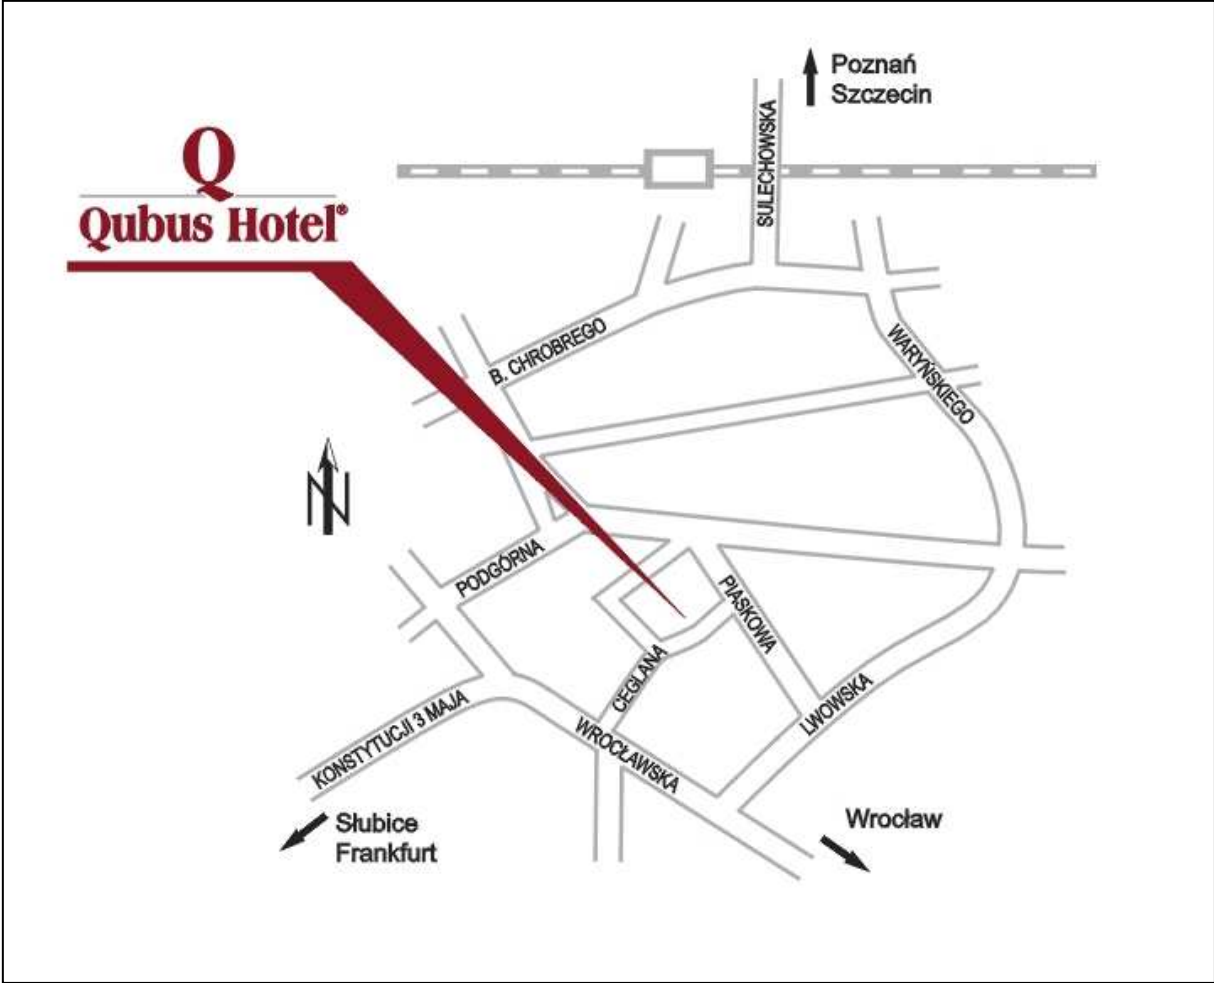 Poznań
Szczecin
SULECHOWSKA
Q
Qubus Hotel®
B. CHROBREGO
WARYŃSKIEGO
N
PODGÓRNA
PIASKOWA
CEGLANA
LWOWSKA
KONSTYTUCJI 3 MAJA
WROCŁAWSKA
Słubice
Frankfurt
Wrocław